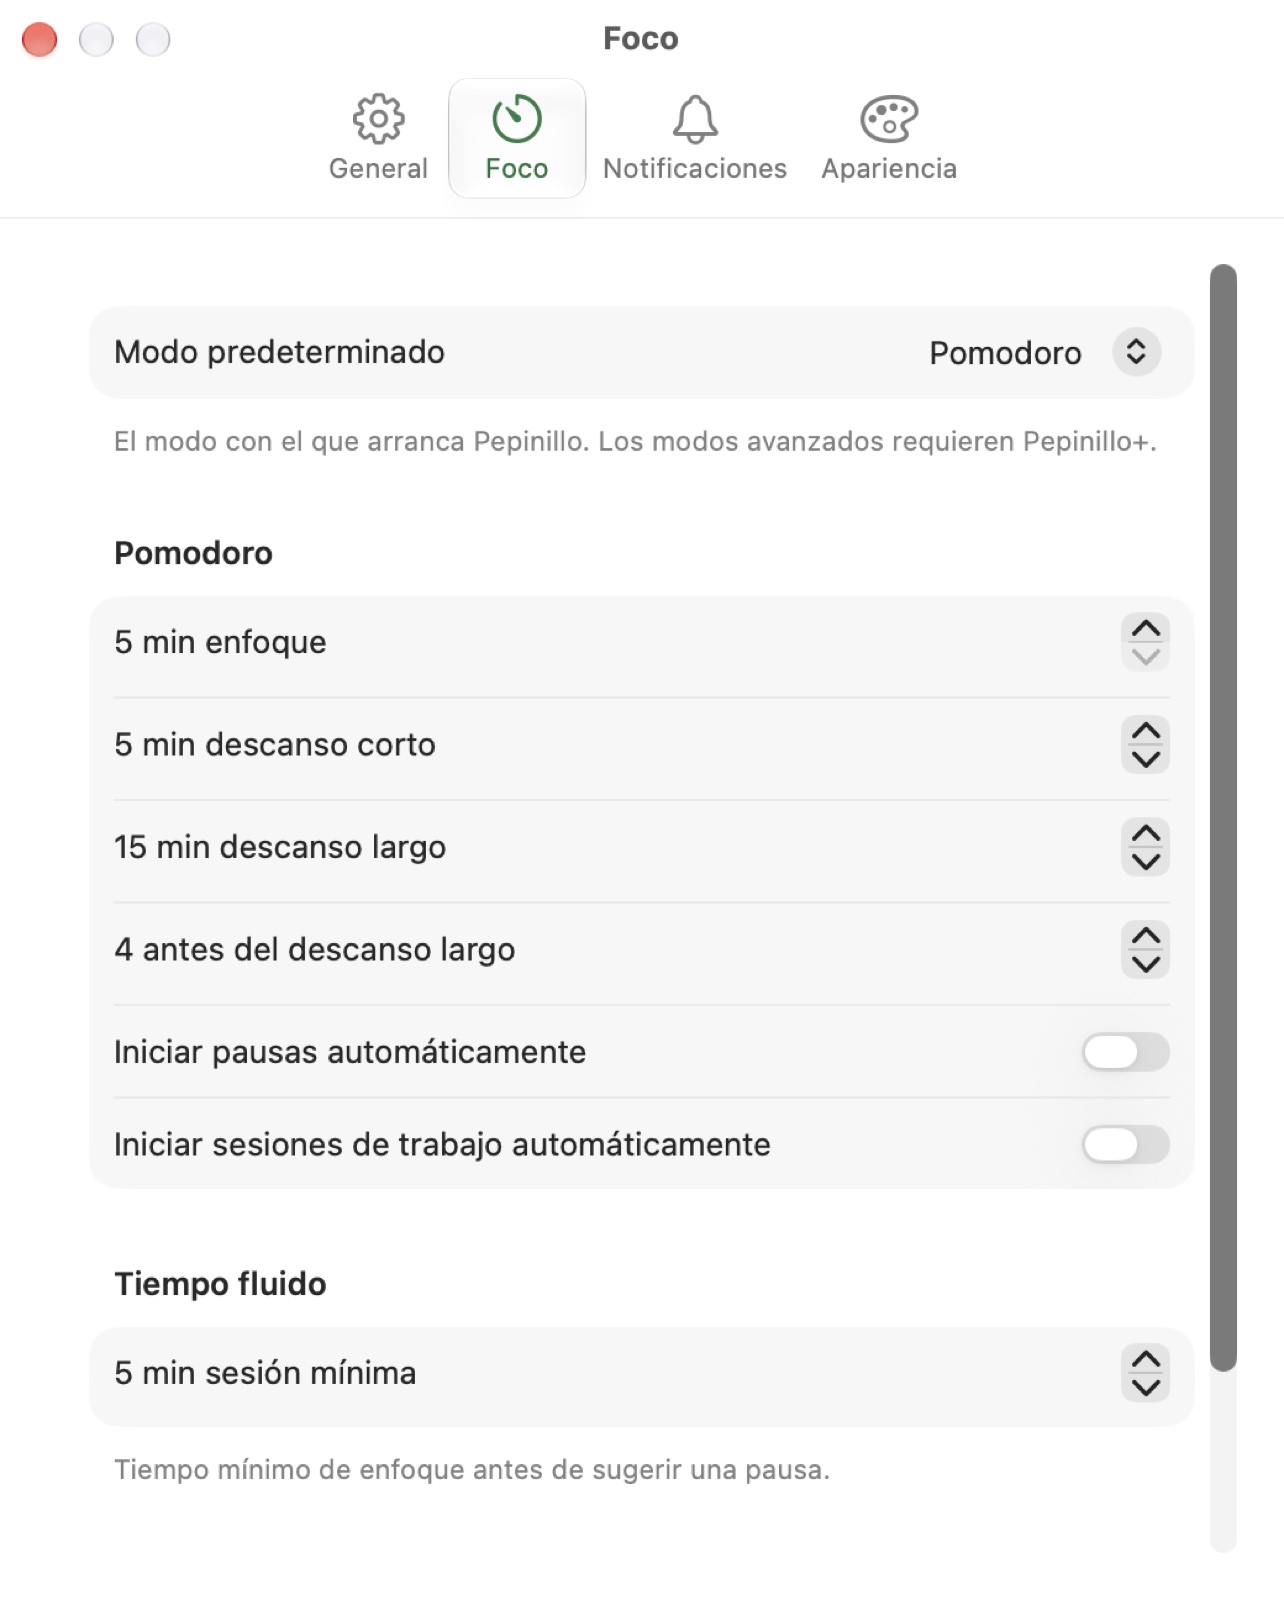 Foco
General
Foco
Notificaciones
Apariencia
Modo predeterminado
Pomodoro
El modo con el que arranca Pepinillo. Los modos avanzados requieren Pepinillo+.
Pomodoro
5 min enfoque
5 min descanso corto
15 min descanso largo
4 antes del descanso largo
Iniciar pausas automáticamente
Iniciar sesiones de trabajo automáticamente
Tiempo fluido
5 min sesión mínima
Tiempo mínimo de enfoque antes de sugerir una pausa.